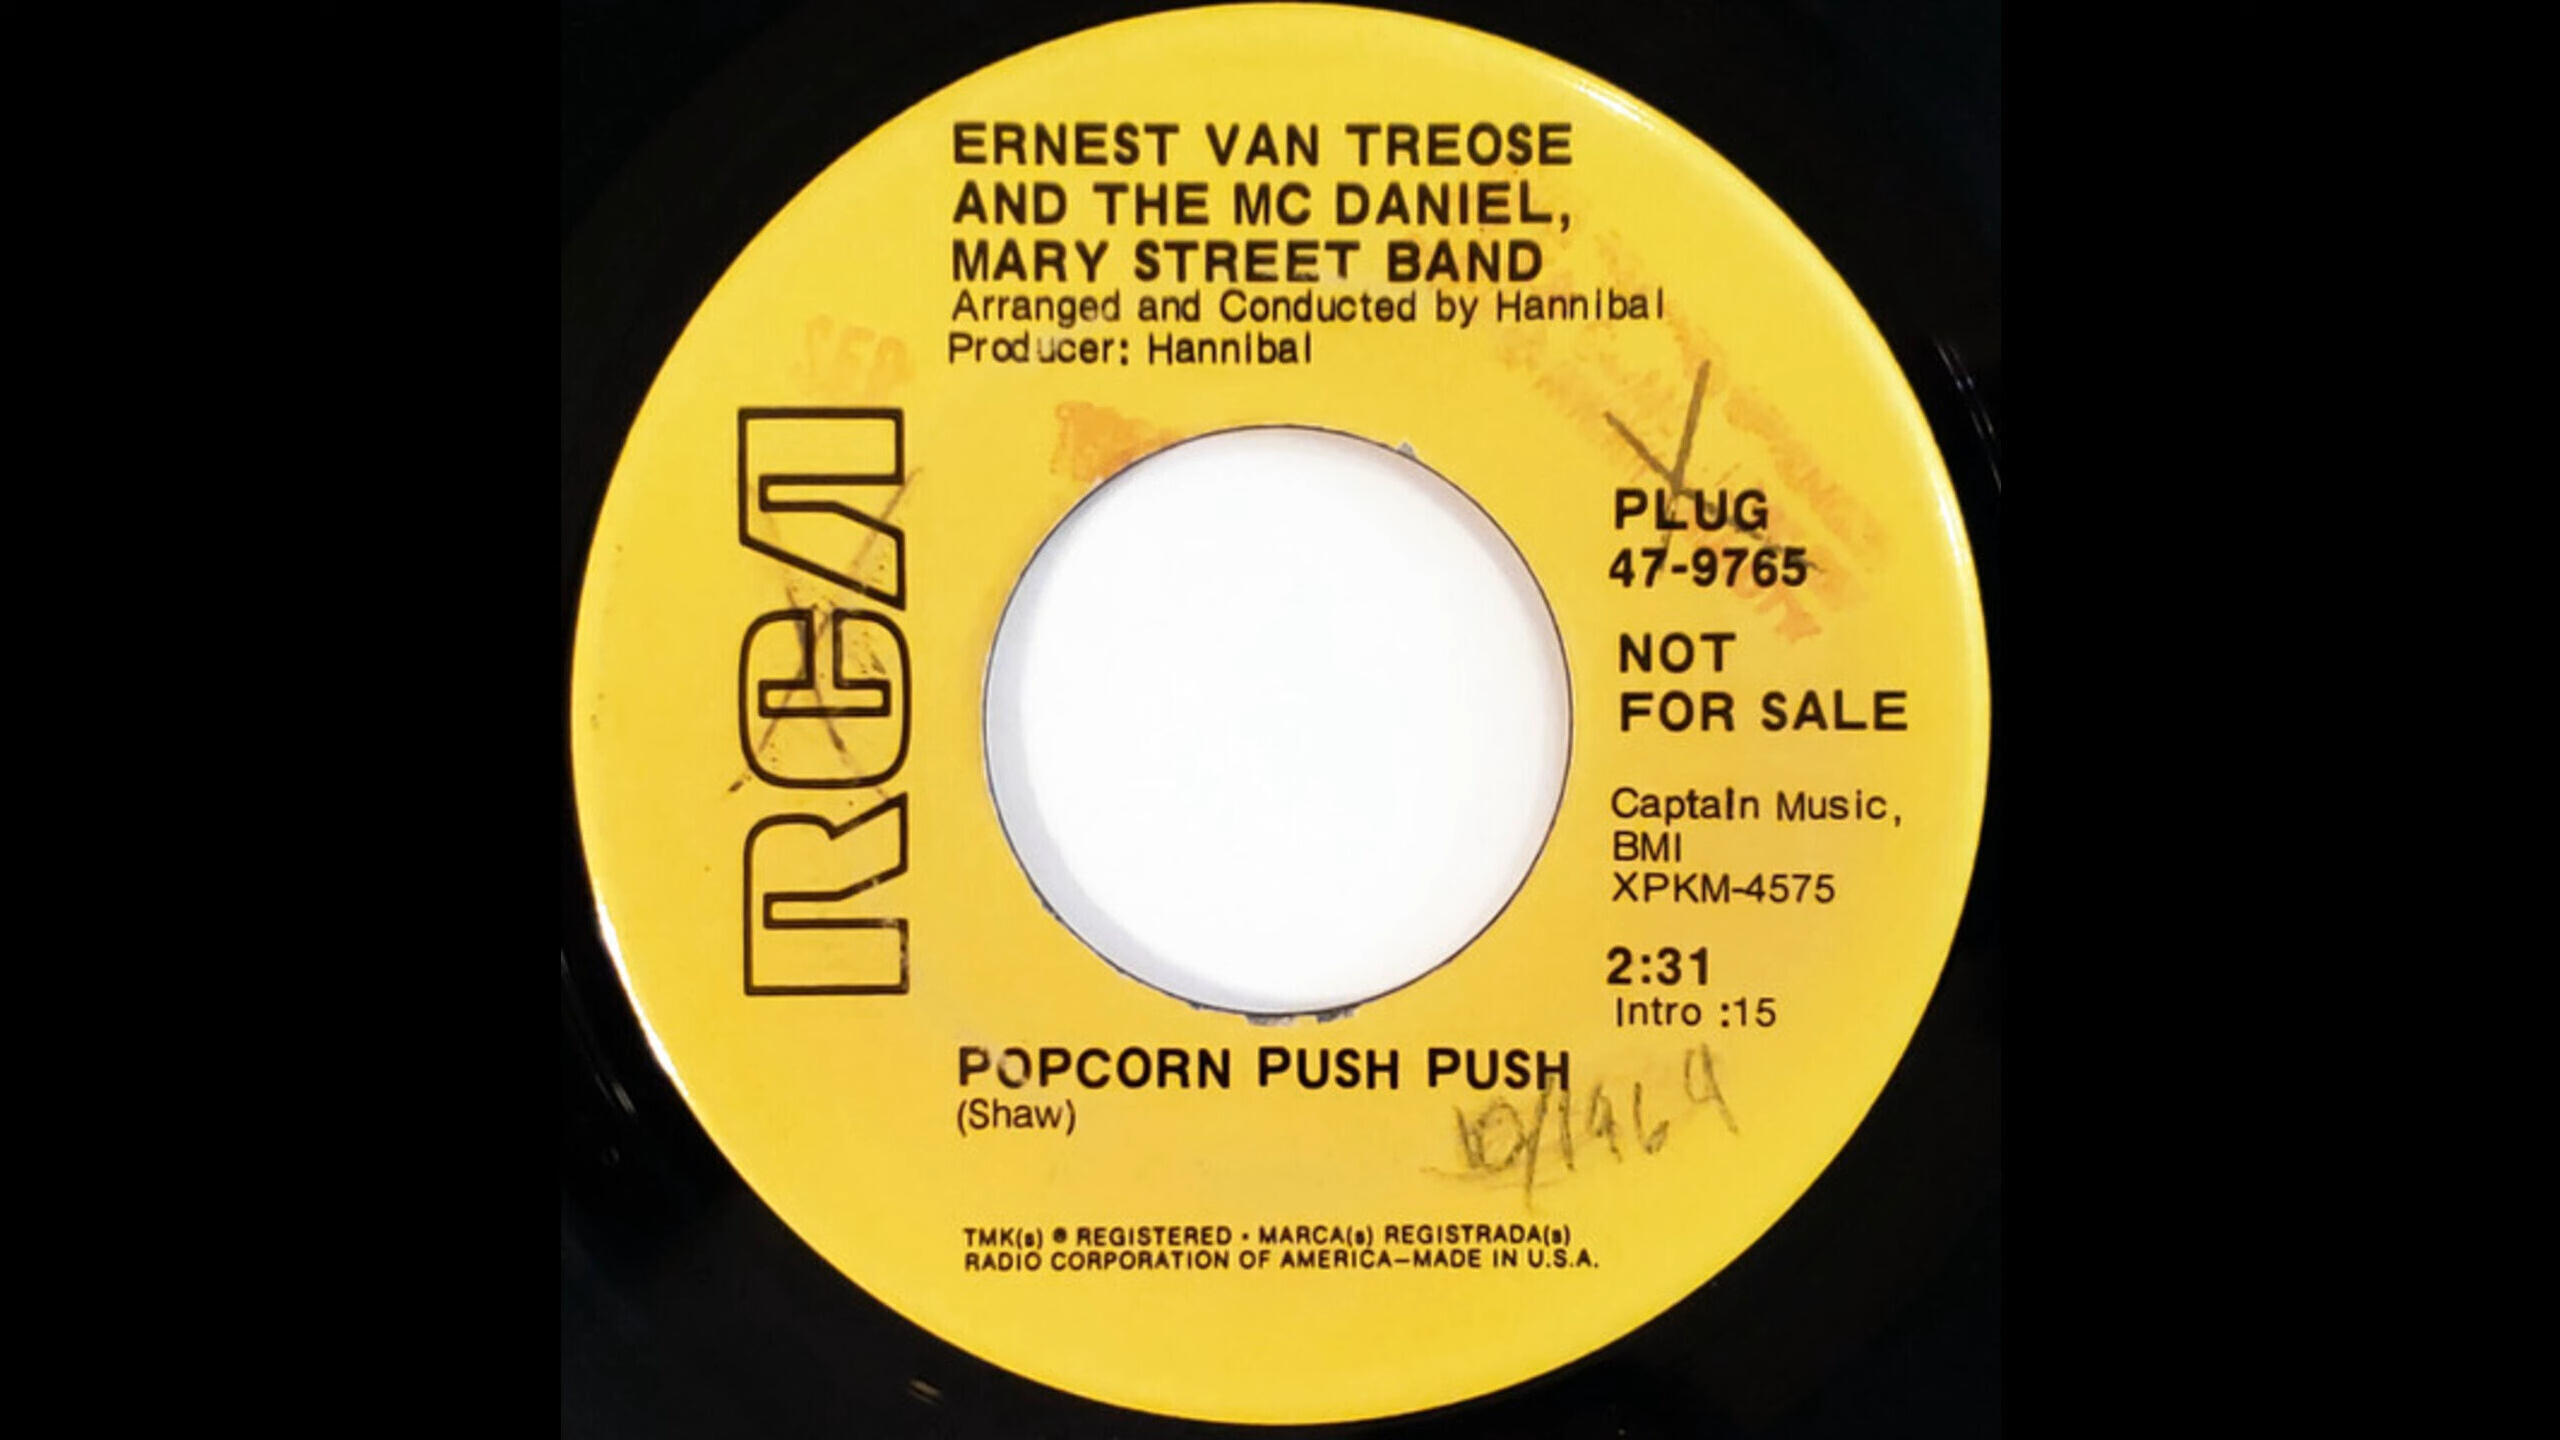 ERNEST VAN TREOSE
AND THE MC DANIEL,
MARY STREET BAND
Arranged and Conducted by Hannibal
Producer: Hannibal
RCA
PLUG
47-9765
NOT
FOR SALE
Captain Music,
BMI
XPKM-4575
2:31
Intro :15
POPCORN PUSH PUSH
(Shaw)
10/1969
TMK(s) ® REGISTERED • MARCA(s) REGISTRADA(s)
RADIO CORPORATION OF AMERICA—MADE IN U.S.A.